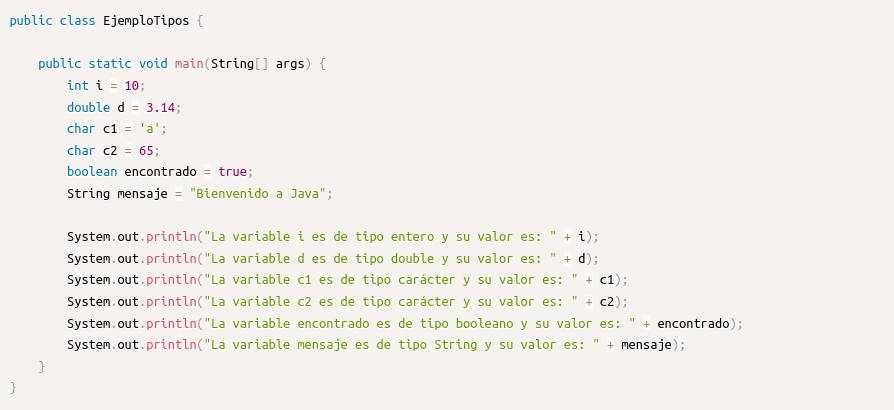 public class EjemploTipos {
public static void main(String[] args) {
int i = 10;
double d = 3.14;
char c1 = 'a';
char c2 = 65;
boolean encontrado = true;
String mensaje = "Bienvenido a Java";
System.out.println("La variable i es de tipo entero y su valor es: " + i);
System.out.println("La variable d es de tipo double y su valor es: " + d);
System.out.println("La variable c1 es de tipo carácter y su valor es: " + c1);
System.out.println("La variable c2 es de tipo carácter y su valor es: " + c2);
System.out.println("La variable encontrado es de tipo booleano y su valor es: " + encontrado);
System.out.println("La variable mensaje es de tipo String y su valor es: " + mensaje);
}
}